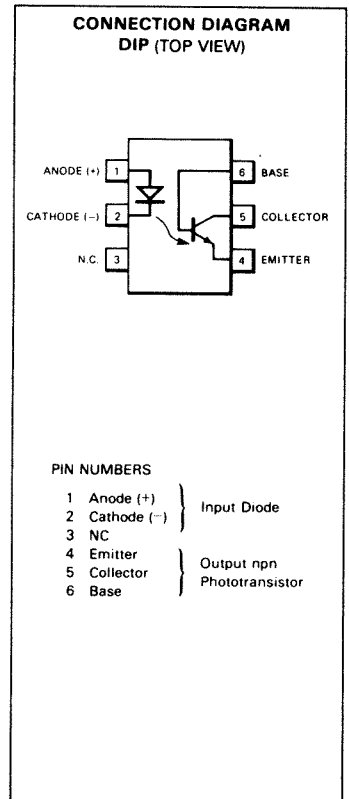 CONNECTION DIAGRAM
DIP (TOP VIEW)
ANODE (+) 1
6 BASE
CATHODE (−) 2
5 COLLECTOR
N.C. 3
4 EMITTER
PIN NUMBERS
1 Anode (+)
2 Cathode (−)
Input Diode
3 NC
4 Emitter
5 Collector
6 Base
Output npn
Phototransistor